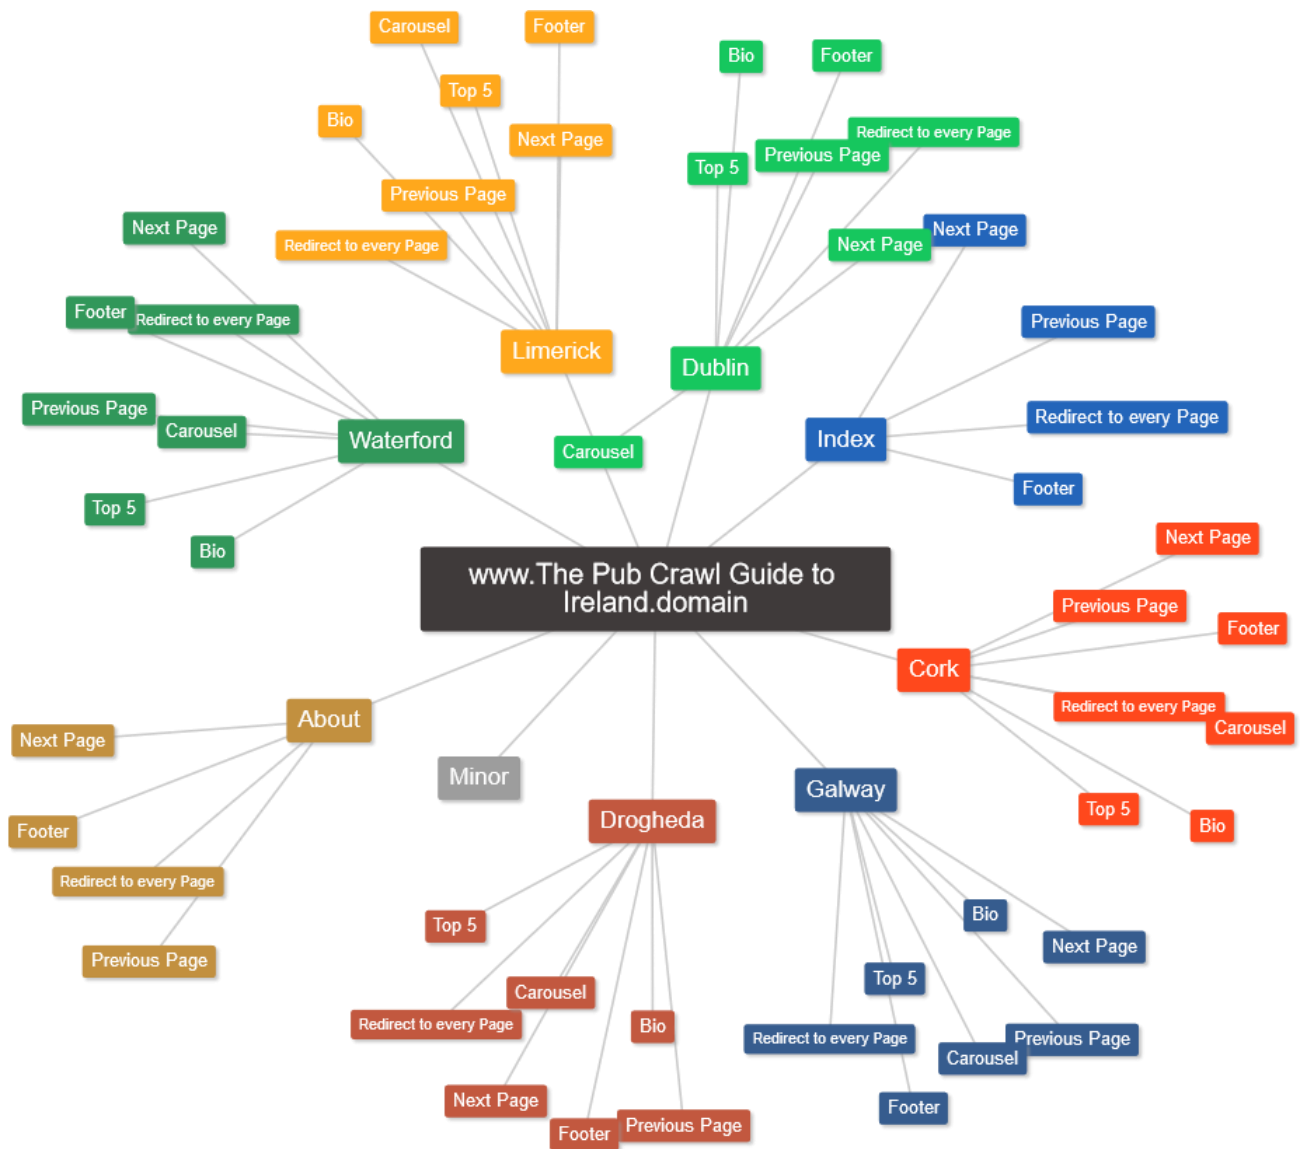 Carousel
Footer
Top 5
Bio
Next Page
Previous Page
Redirect to every Page
Limerick
Bio
Footer
Redirect to every Page
Previous Page
Top 5
Next Page
Dublin
Carousel
Next Page
Previous Page
Redirect to every Page
Index
Footer
Next Page
Footer
Redirect to every Page
Previous Page
Carousel
Waterford
Top 5
Bio
www.The Pub Crawl Guide to
Ireland.domain
Next Page
Previous Page
Footer
Cork
Redirect to every Page
Carousel
Top 5
Bio
About
Next Page
Footer
Redirect to every Page
Previous Page
Minor
Drogheda
Top 5
Carousel
Redirect to every Page
Bio
Next Page
Footer
Previous Page
Galway
Bio
Next Page
Top 5
Redirect to every Page
Previous Page
Carousel
Footer